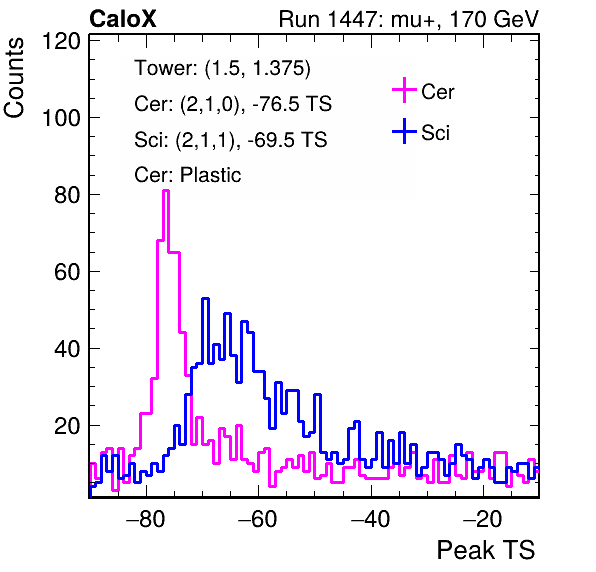 CaloX Run 1447: mu+, 170 GeV
Counts
Tower: (1.5, 1.375)
Cer: (2,1,0), -76.5 TS
Sci: (2,1,1), -69.5 TS
Cer: Plastic
Cer
Sci
120
100
80
60
40
20
−80 −60 −40 −20
Peak TS